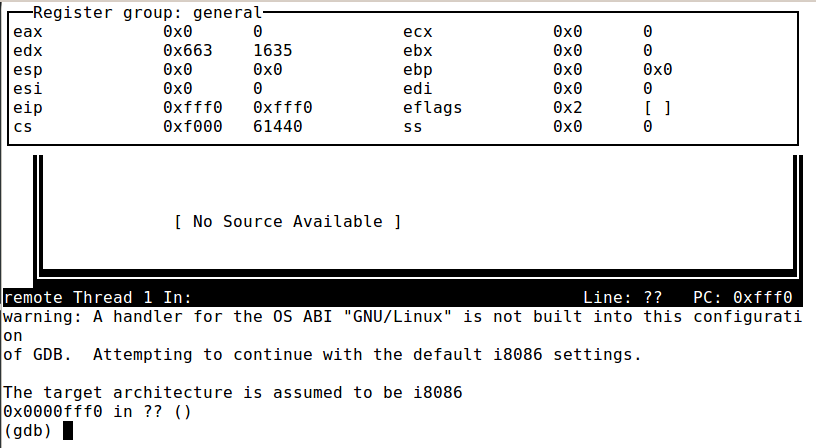 Register group: general
eax 0x0 0 ecx 0x0 0
edx 0x663 1635 ebx 0x0 0
esp 0x0 0x0 ebp 0x0 0x0
esi 0x0 0 edi 0x0 0
eip 0xfff0 0xfff0 eflags 0x2 [ ]
cs 0xf000 61440 ss 0x0 0
[ No Source Available ]
remote Thread 1 In: Line: ?? PC: 0xfff0
warning: A handler for the OS ABI "GNU/Linux" is not built into this configurati
on
of GDB.  Attempting to continue with the default i8086 settings.
The target architecture is assumed to be i8086
0x0000fff0 in ?? ()
(gdb)